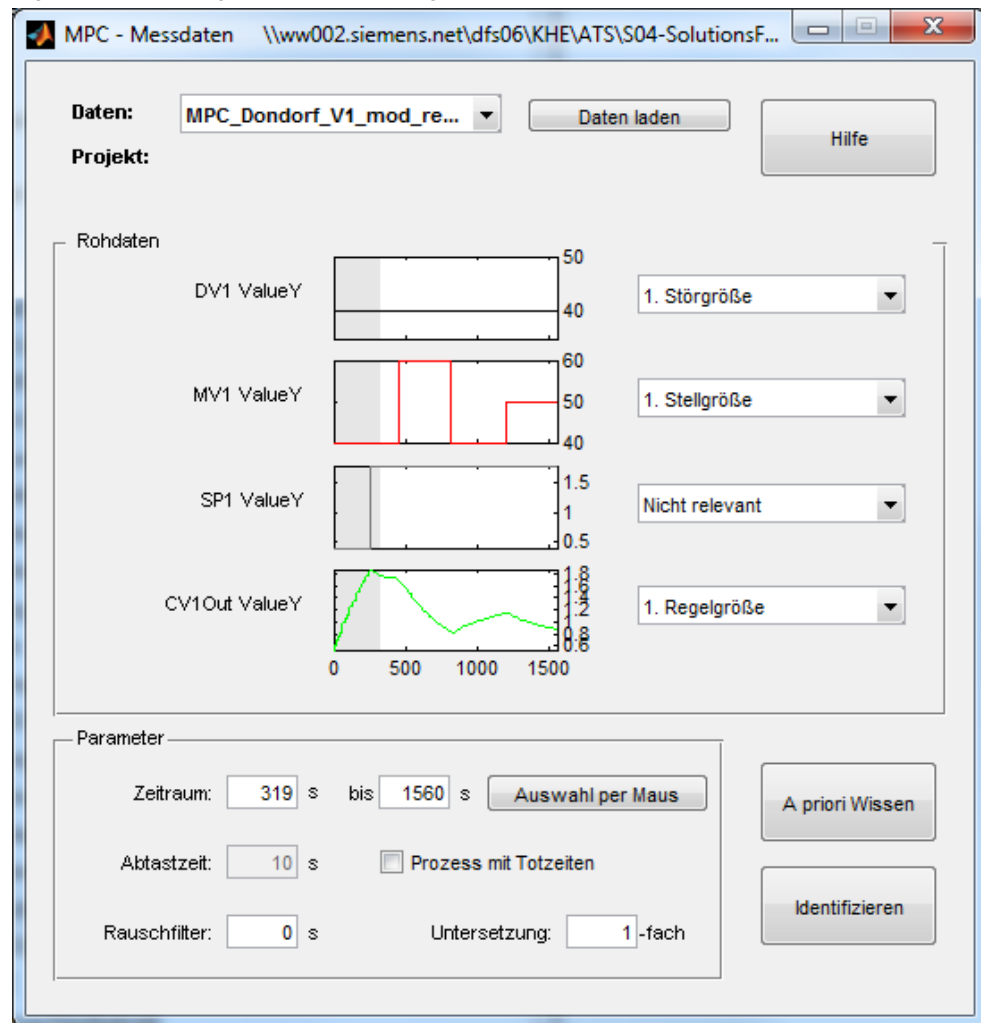 MPC - Messdaten \\ww002.siemens.net\dfs06\KHE\ATS\S04-SolutionsF...
Daten: MPC_Dondorf_V1_mod_re... Daten laden
Hilfe
Projekt:
Rohdaten
DV1 ValueY
50
40
1. Störgröße
MV1 ValueY
60
50
40
1. Stellgröße
SP1 ValueY
1.5
1
0.5
Nicht relevant
CV1Out ValueY
1.8
1.6
1.4
1.2
1
0.8
0.6
1. Regelgröße
0 500 1000 1500
Parameter
Zeitraum: 319 s bis 1560 s Auswahl per Maus
A priori Wissen
Abtastzeit: 10 s Prozess mit Totzeiten
Identifizieren
Rauschfilter: 0 s Untersetzung: 1 -fach